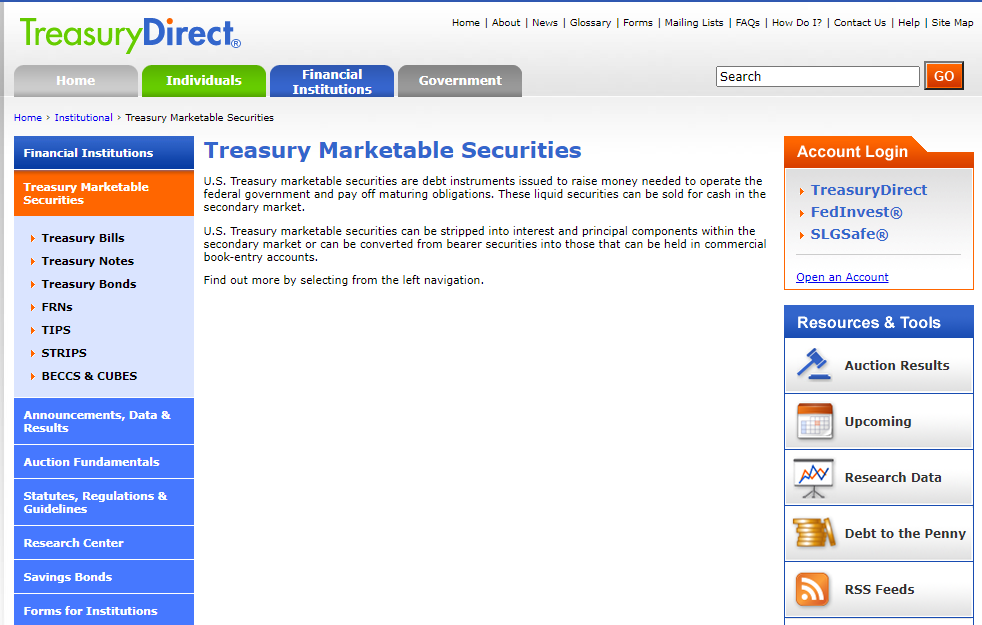 TreasuryDirect®
Home | About | News | Glossary | Forms | Mailing Lists | FAQs | How Do I? | Contact Us | Help | Site Map
Home
Individuals
Financial
Institutions
Government
Search
GO
Home › Institutional › Treasury Marketable Securities
Financial Institutions
Treasury Marketable
Securities
Treasury Bills
Treasury Notes
Treasury Bonds
FRNs
TIPS
STRIPS
BECCS & CUBES
Announcements, Data &
Results
Auction Fundamentals
Statutes, Regulations &
Guidelines
Research Center
Savings Bonds
Forms for Institutions
Treasury Marketable Securities
U.S. Treasury marketable securities are debt instruments issued to raise money needed to operate the
federal government and pay off maturing obligations. These liquid securities can be sold for cash in the
secondary market.
U.S. Treasury marketable securities can be stripped into interest and principal components within the
secondary market or can be converted from bearer securities into those that can be held in commercial
book-entry accounts.
Find out more by selecting from the left navigation.
Account Login
TreasuryDirect
FedInvest®
SLGSafe®
Open an Account
Resources & Tools
Auction Results
Upcoming
Research Data
Debt to the Penny
RSS Feeds